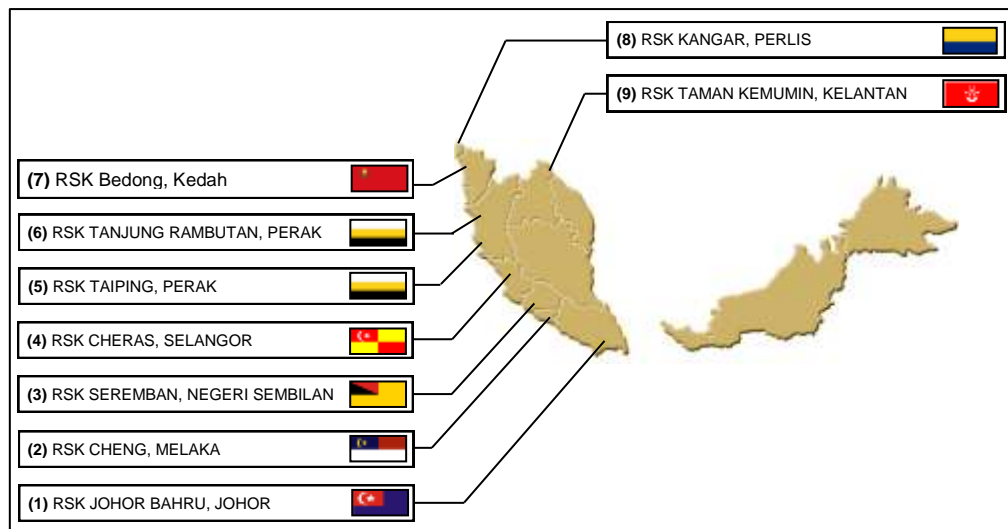 (8) RSK KANGAR, PERLIS
(9) RSK TAMAN KEMUMIN, KELANTAN
(7) RSK Bedong, Kedah
(6) RSK TANJUNG RAMBUTAN, PERAK
(5) RSK TAIPING, PERAK
(4) RSK CHERAS, SELANGOR
(3) RSK SEREMBAN, NEGERI SEMBILAN
(2) RSK CHENG, MELAKA
(1) RSK JOHOR BAHRU, JOHOR